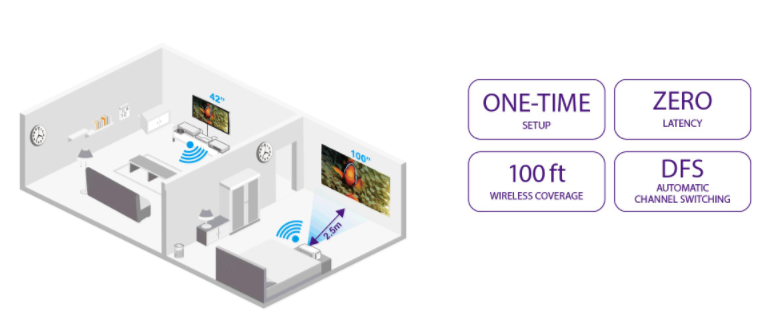 42"
100"
2.5m
ONE-TIME
SETUP
ZERO
LATENCY
100 ft
WIRELESS COVERAGE
DFS
AUTOMATIC
CHANNEL SWITCHING